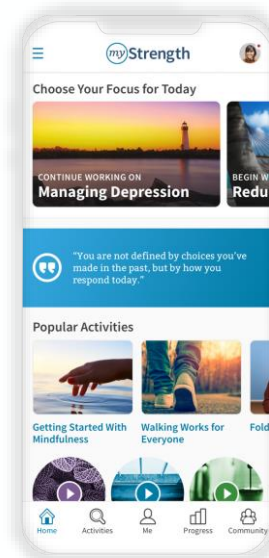 myStrength
Choose Your Focus for Today
CONTINUE WORKING ON
Managing Depression
BEGIN W
Redu
"You are not defined by choices you've
made in the past, but by how you
respond today."
Popular Activities
Getting Started With
Mindfulness
Walking Works for
Everyone
Fold
Home
Activities
Me
Progress
Community